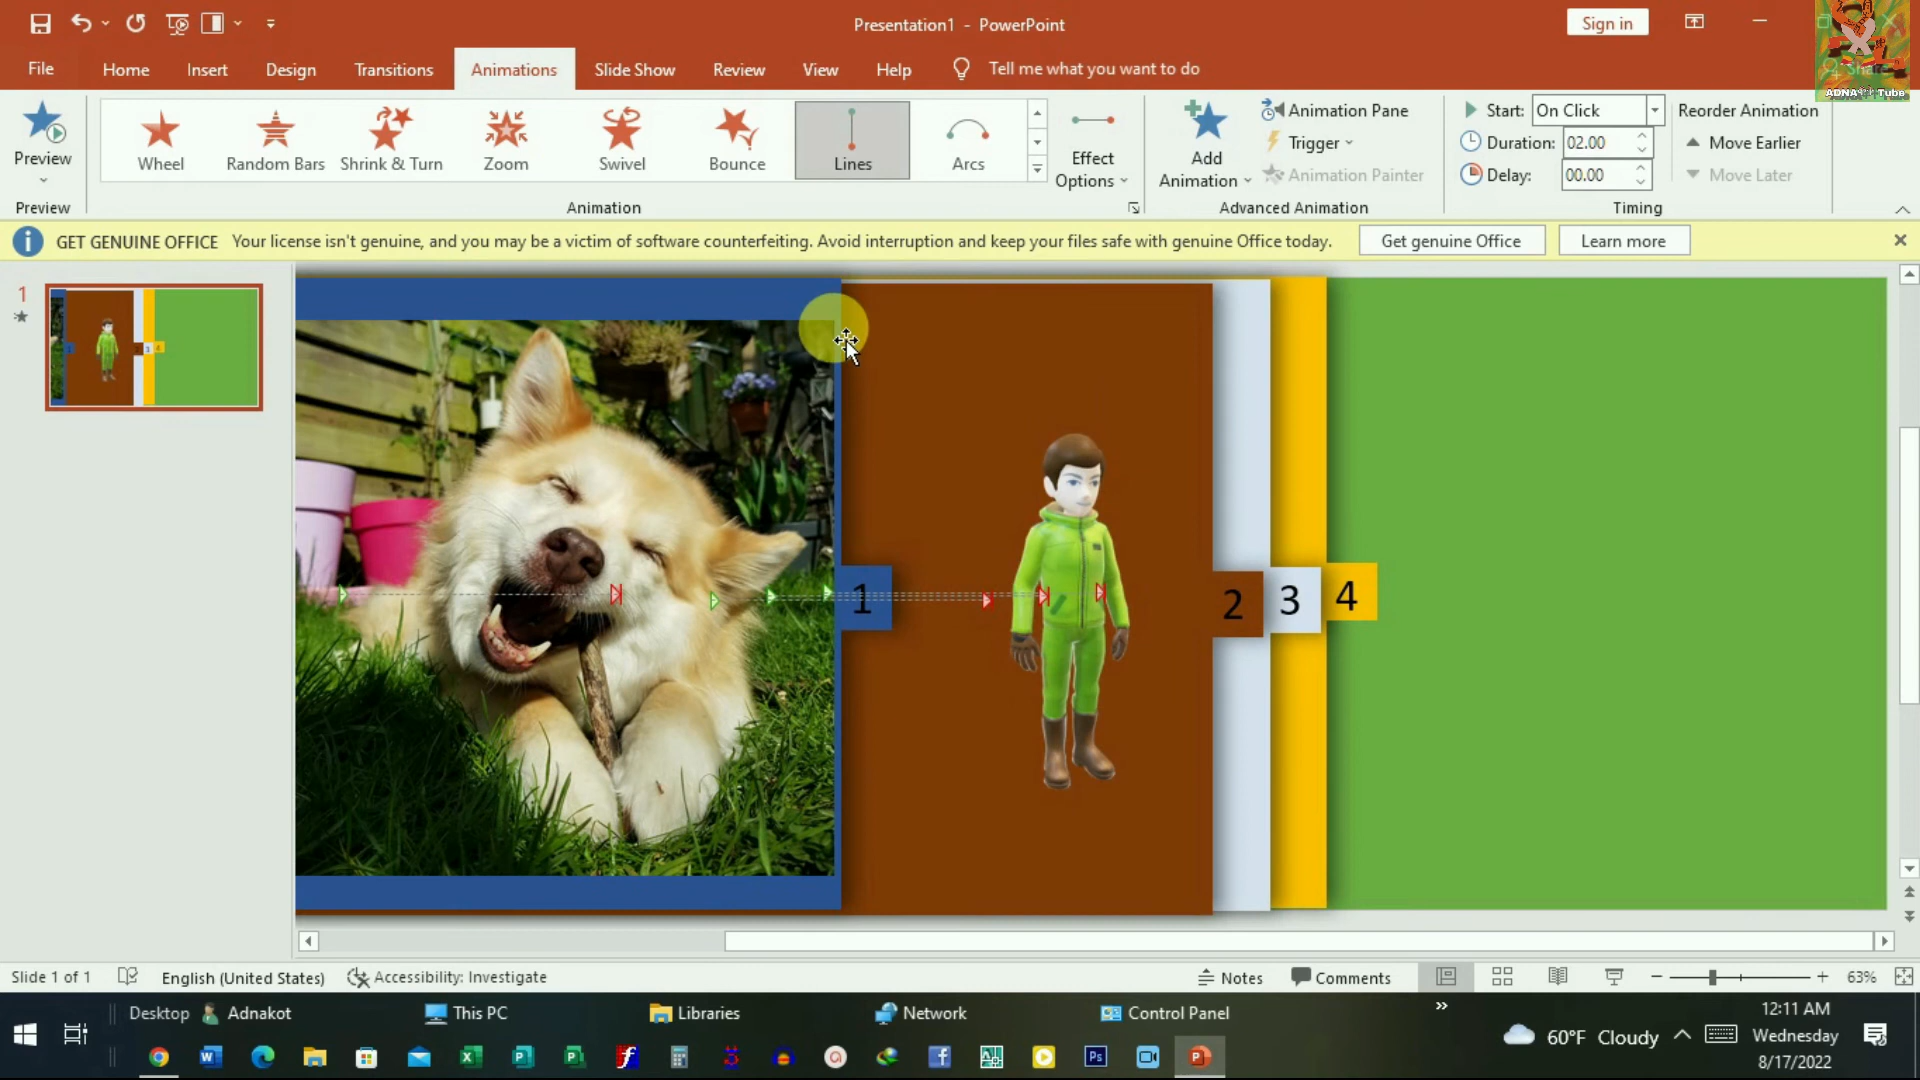 Presentation1 - PowerPoint
Sign in
File
Home
Insert
Design
Transitions
Animations
Slide Show
Review
View
Help
Tell me what you want to do
Share
ADNA Tube
Preview
Wheel
Random Bars
Shrink & Turn
Zoom
Swivel
Bounce
Lines
Arcs
Effect
Options
Add
Animation
Animation Pane
Trigger
Animation Painter
Start: On Click
Duration: 02.00
Delay: 00.00
Reorder Animation
Move Earlier
Move Later
Preview
Animation
Advanced Animation
Timing
GET GENUINE OFFICE Your license isn't genuine, and you may be a victim of software counterfeiting. Avoid interruption and keep your files safe with genuine Office today.
Get genuine Office
Learn more
1
1
2
3
4
Slide 1 of 1
English (United States)
Accessibility: Investigate
Notes
Comments
63%
Desktop
Adnakot
This PC
Libraries
Network
Control Panel
60°F Cloudy
12:11 AM
Wednesday
8/17/2022